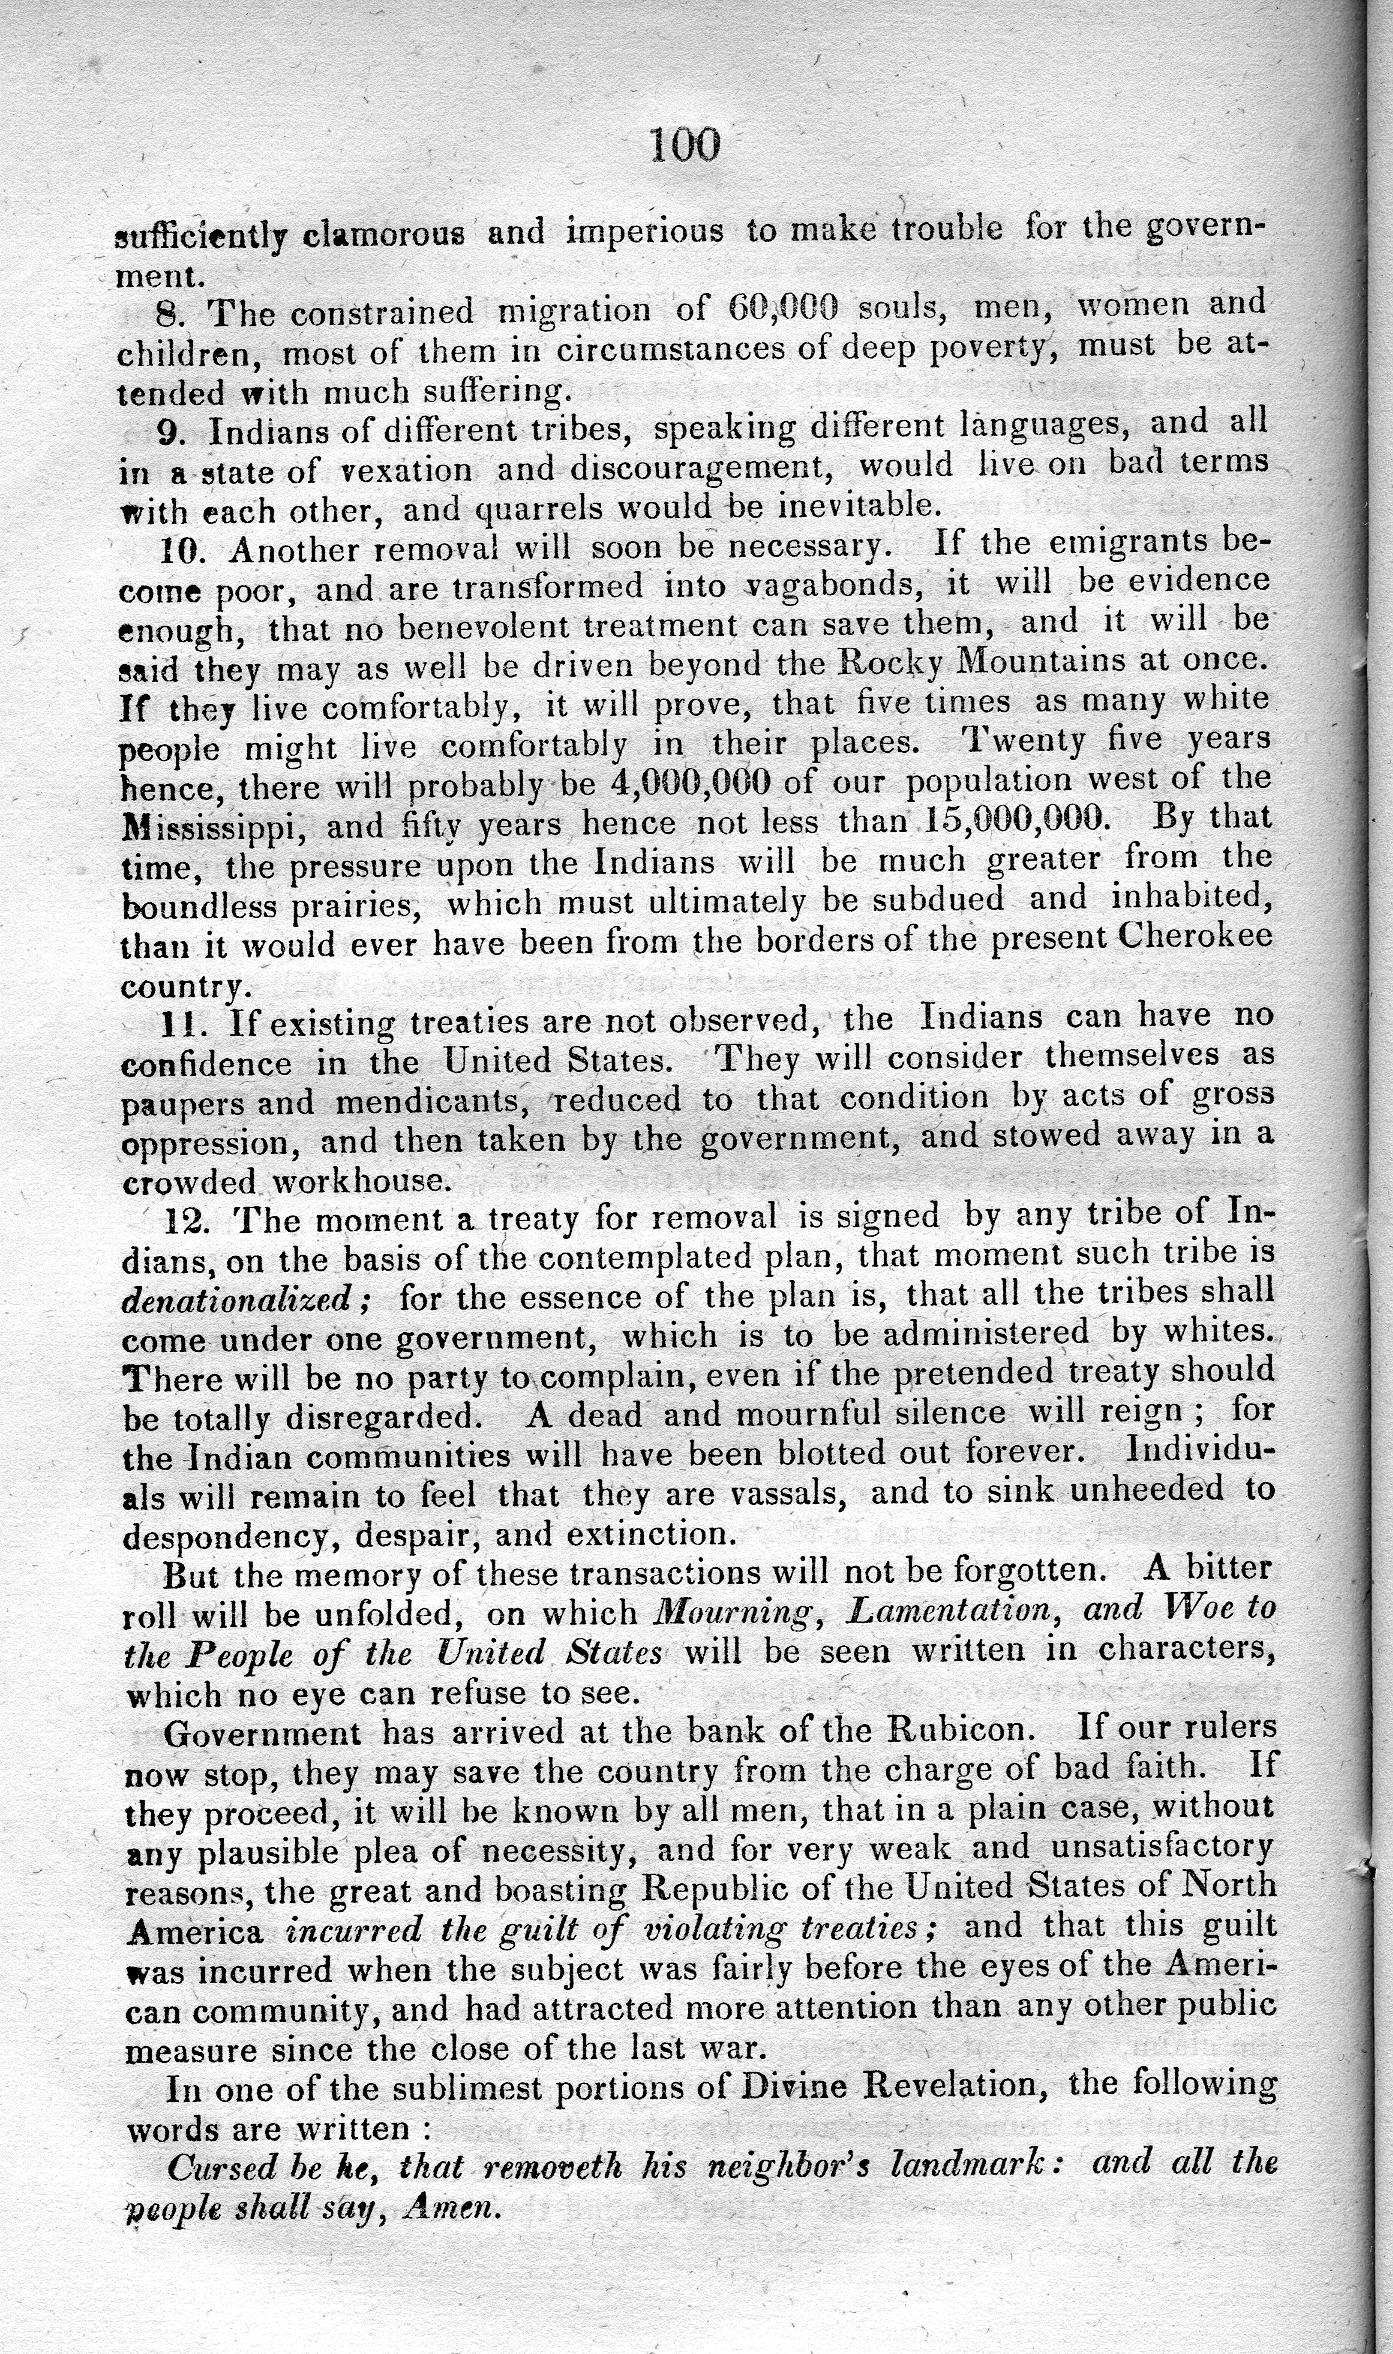 100
sufficiently clamorous and imperious to make trouble for the govern-
ment.
8. The constrained migration of 60,000 souls, men, women and
children, most of them in circumstances of deep poverty, must be at-
tended with much suffering.
9. Indians of different tribes, speaking different languages, and all
in a state of vexation and discouragement, would live on bad terms
with each other, and quarrels would be inevitable.
10. Another removal will soon be necessary. If the emigrants be-
come poor, and are transformed into vagabonds, it will be evidence
enough, that no benevolent treatment can save them, and it will be
said they may as well be driven beyond the Rocky Mountains at once.
If they live comfortably, it will prove, that five times as many white
people might live comfortably in their places. Twenty five years
hence, there will probably be 4,000,000 of our population west of the
Mississippi, and fifty years hence not less than 15,000,000. By that
time, the pressure upon the Indians will be much greater from the
boundless prairies, which must ultimately be subdued and inhabited,
than it would ever have been from the borders of the present Cherokee
country.
11. If existing treaties are not observed, the Indians can have no
confidence in the United States. They will consider themselves as
paupers and mendicants, reduced to that condition by acts of gross
oppression, and then taken by the government, and stowed away in a
crowded workhouse.
12. The moment a treaty for removal is signed by any tribe of In-
dians, on the basis of the contemplated plan, that moment such tribe is
denationalized; for the essence of the plan is, that all the tribes shall
come under one government, which is to be administered by whites.
There will be no party to complain, even if the pretended treaty should
be totally disregarded. A dead and mournful silence will reign; for
the Indian communities will have been blotted out forever. Individu-
als will remain to feel that they are vassals, and to sink unheeded to
despondency, despair, and extinction.
But the memory of these transactions will not be forgotten. A bitter
roll will be unfolded, on which Mourning, Lamentation, and Woe to
the People of the United States will be seen written in characters,
which no eye can refuse to see.
Government has arrived at the bank of the Rubicon. If our rulers
now stop, they may save the country from the charge of bad faith. If
they proceed, it will be known by all men, that in a plain case, without
any plausible plea of necessity, and for very weak and unsatisfactory
reasons, the great and boasting Republic of the United States of North
America incurred the guilt of violating treaties; and that this guilt
was incurred when the subject was fairly before the eyes of the Ameri-
can community, and had attracted more attention than any other public
measure since the close of the last war.
In one of the sublimest portions of Divine Revelation, the following
words are written :
Cursed be he, that removeth his neighbor's landmark: and all the
people shall say, Amen.